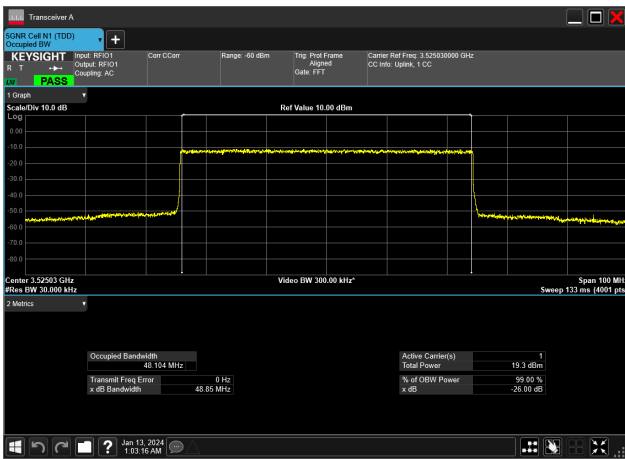 Transceiver A
5GNR Cell N1 (TDD)
Occupied BW
KEYSIGHT
R T
PASS
Input: RFIO1
Output: RFIO1
Coupling: AC
Corr CCorr
Range: -60 dBm
Trig: Prot Frame
Aligned
Gate: FFT
Carrier Ref Freq: 3.525030000 GHz
CC Info: Uplink, 1 CC
1 Graph
Scale/Div 10.0 dB
Ref Value 10.00 dBm
Log
0.00
-10.0
-20.0
-30.0
-40.0
-50.0
-60.0
-70.0
-80.0
Center 3.52503 GHz
Video BW 300.00 kHz*
Span 100 MHz
#Res BW 30.000 kHz
Sweep 133 ms (4001 pts
2 Metrics
Occupied Bandwidth
48.104 MHz
Transmit Freq Error 0 Hz
x dB Bandwidth 48.85 MHz
Active Carrier(s) 1
Total Power 19.3 dBm
% of OBW Power 99.00 %
x dB -26.00 dB
Jan 13, 2024
1:03:16 AM